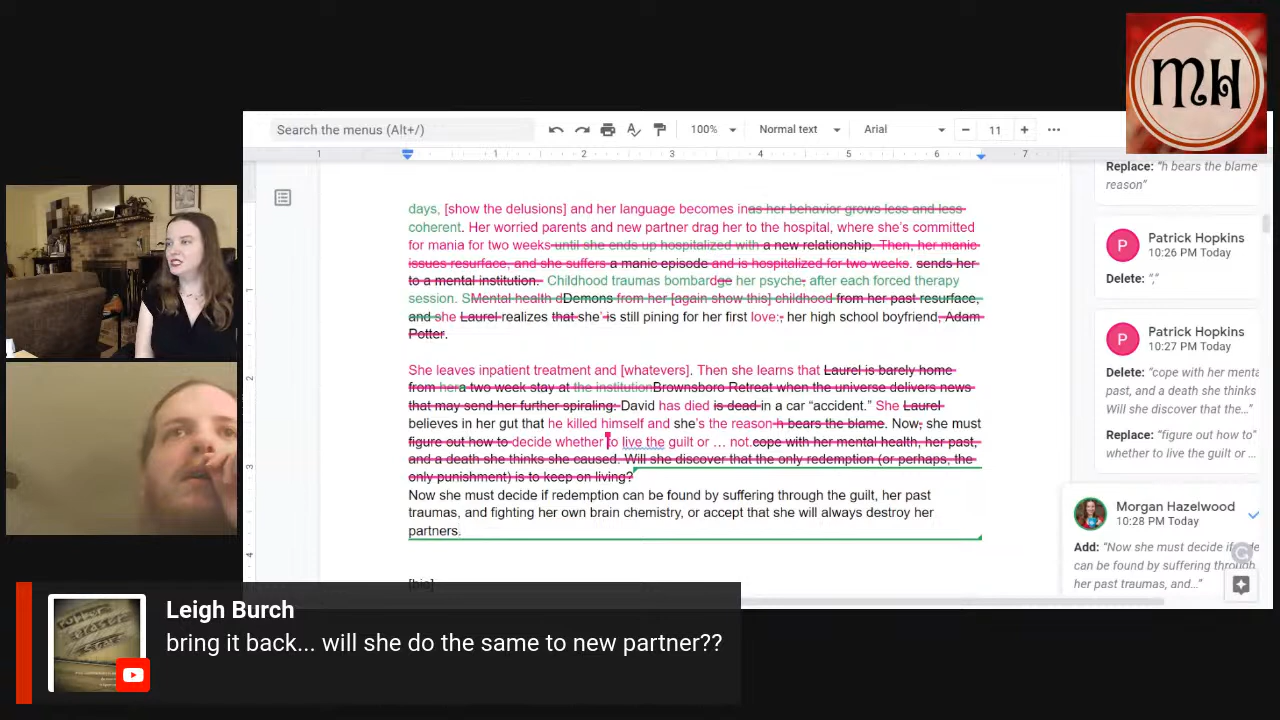 MH
Search the menus (Alt+/)
100%
Normal text
Arial
11
1 1 2 3 4 5 6 7
Replace: “h bears the blame
reason”
days, [show the delusions] and her language becomes inas her behavior grows less and less
coherent. Her worried parents and new partner drag her to the hospital, where she’s committed
for mania for two weeks until she ends up hospitalized with a new relationship. Then, her manic
issues resurface, and she suffers a manic episode and is hospitalized for two weeks. sends her
to a mental institution. Childhood traumas bombardge her psyche, after each forced therapy
session. SMental health dDemons from her [again show this] childhood from her past resurface,
and she Laurel realizes that she’ is still pining for her first love:, her high school boyfriend, Adam
Potter.
Patrick Hopkins
10:26 PM Today
Delete: “,”
Patrick Hopkins
10:27 PM Today
Delete: “cope with her menta
past, and a death she thinks
Will she discover that the...”
Replace: “figure out how to”
whether to live the guilt or ...
She leaves inpatient treatment and [whatevers]. Then she learns that Laurel is barely home
from hera two week stay at the institutionBrownsboro Retreat when the universe delivers news
that may send her further spiraling: David has died is dead in a car “accident.” She Laurel
believes in her gut that he killed himself and she’s the reason h bears the blame. Now, she must
figure out how to decide whether to live the guilt or … not.cope with her mental health, her past,
and a death she thinks she caused. Will she discover that the only redemption (or perhaps, the
only punishment) is to keep on living?
Now she must decide if redemption can be found by suffering through the guilt, her past
traumas, and fighting her own brain chemistry, or accept that she will always destroy her
partners.
[bio]
Morgan Hazelwood
10:28 PM Today
Add: “Now she must decide if
can be found by suffering through
her past traumas, and...”
2
3
4
Leigh Burch
bring it back... will she do the same to new partner??